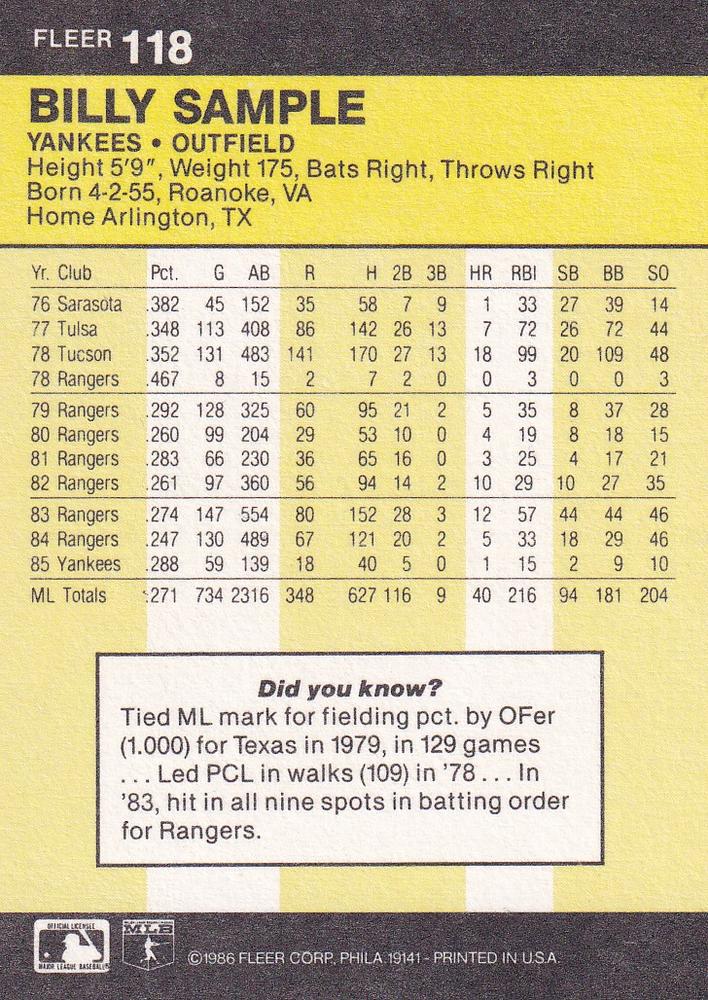 FLEER 118
BILLY SAMPLE
YANKEES • OUTFIELD
Height 5'9", Weight 175, Bats Right, Throws Right
Born 4-2-55, Roanoke, VA
Home Arlington, TX
Yr. Club Pct. G AB R H 2B 3B HR RBI SB BB SO
76 Sarasota .382 45 152 35 58 7 9 1 33 27 39 14
77 Tulsa .348 113 408 86 142 26 13 7 72 26 72 44
78 Tucson .352 131 483 141 170 27 13 18 99 20 109 48
78 Rangers .467 8 15 2 7 2 0 0 3 0 0 3
79 Rangers .292 128 325 60 95 21 2 5 35 8 37 28
80 Rangers .260 99 204 29 53 10 0 4 19 8 18 15
81 Rangers .283 66 230 36 65 16 0 3 25 4 17 21
82 Rangers .261 97 360 56 94 14 2 10 29 10 27 35
83 Rangers .274 147 554 80 152 28 3 12 57 44 44 46
84 Rangers .247 130 489 67 121 20 2 5 33 18 29 46
85 Yankees .288 59 139 18 40 5 0 1 15 2 9 10
ML Totals .271 734 2316 348 627 116 9 40 216 94 181 204
Did you know?
Tied ML mark for fielding pct. by OFer
(1.000) for Texas in 1979, in 129 games
. . . Led PCL in walks (109) in '78 . . . In
'83, hit in all nine spots in batting order
for Rangers.
OFFICIAL LICENSEE
MAJOR LEAGUE BASEBALL
MLB
©1986 FLEER CORP., PHILA. 19141 - PRINTED IN U.S.A.